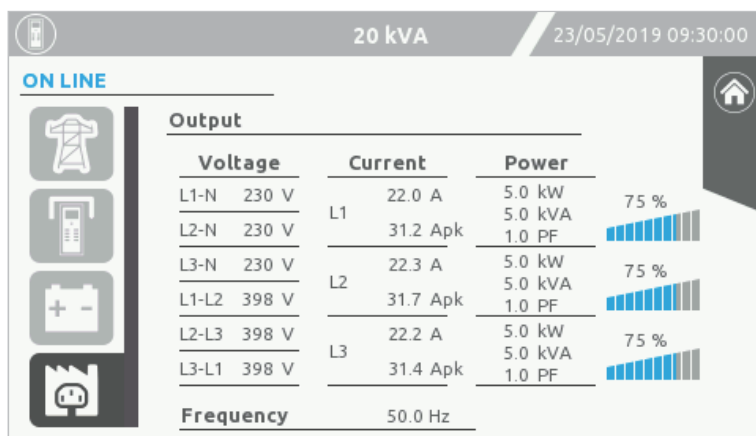 20 kVA
23/05/2019 09:30:00
ON LINE
Output
Voltage Current Power
L1-N 230 V
L2-N 230 V
L3-N 230 V
L1-L2 398 V
L2-L3 398 V
L3-L1 398 V
L1 22.0 A
31.2 Apk
L2 22.3 A
31.7 Apk
L3 22.2 A
31.4 Apk
5.0 kW
5.0 kVA
1.0 PF
75 %
5.0 kW
5.0 kVA
1.0 PF
75 %
5.0 kW
5.0 kVA
1.0 PF
75 %
Frequency 50.0 Hz